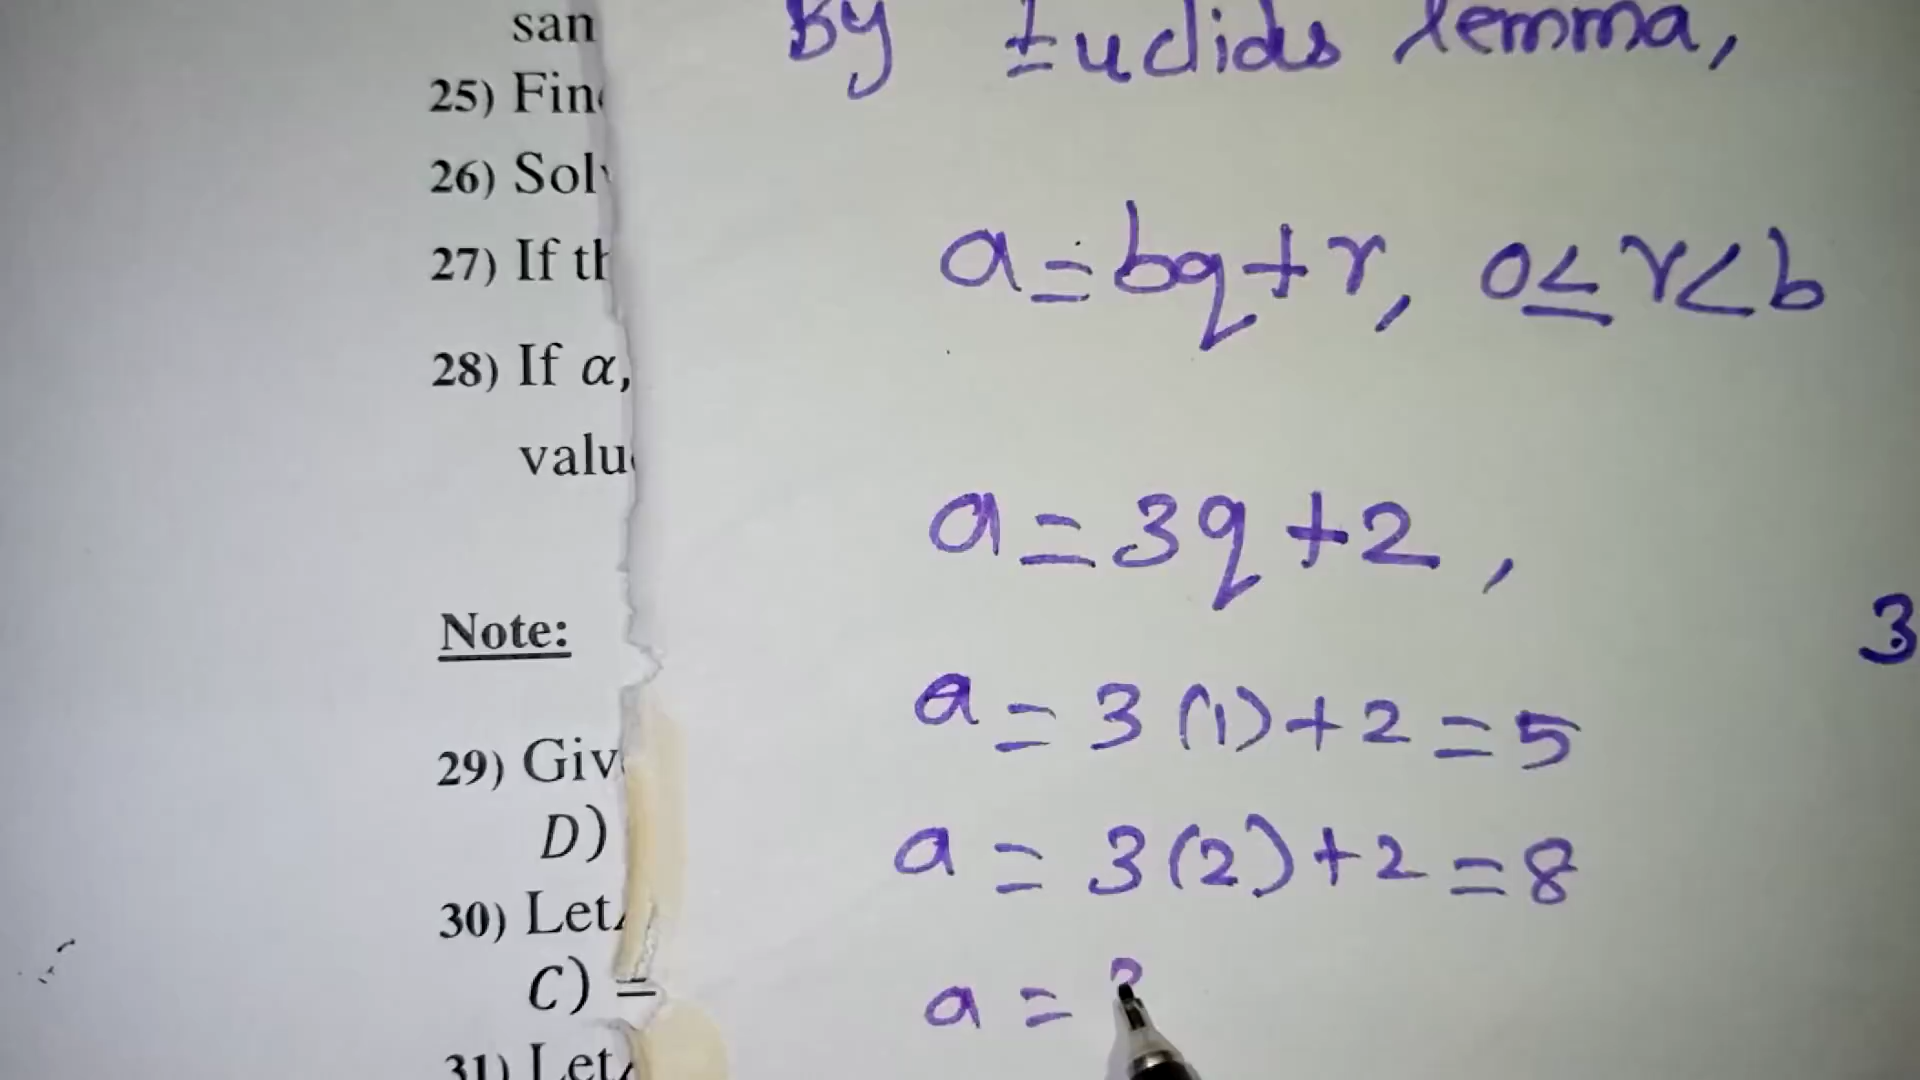 san
25) Fin
26) Sol
27) If th
28) If α,
valu
Note:
29) Giv
D)
30) Let
C) =
31) Let
By Euclids lemma,
a=bq+r, 0≤r<b
a=3q+2,
3
a=3(1)+2=5
a=3(2)+2=8
a=